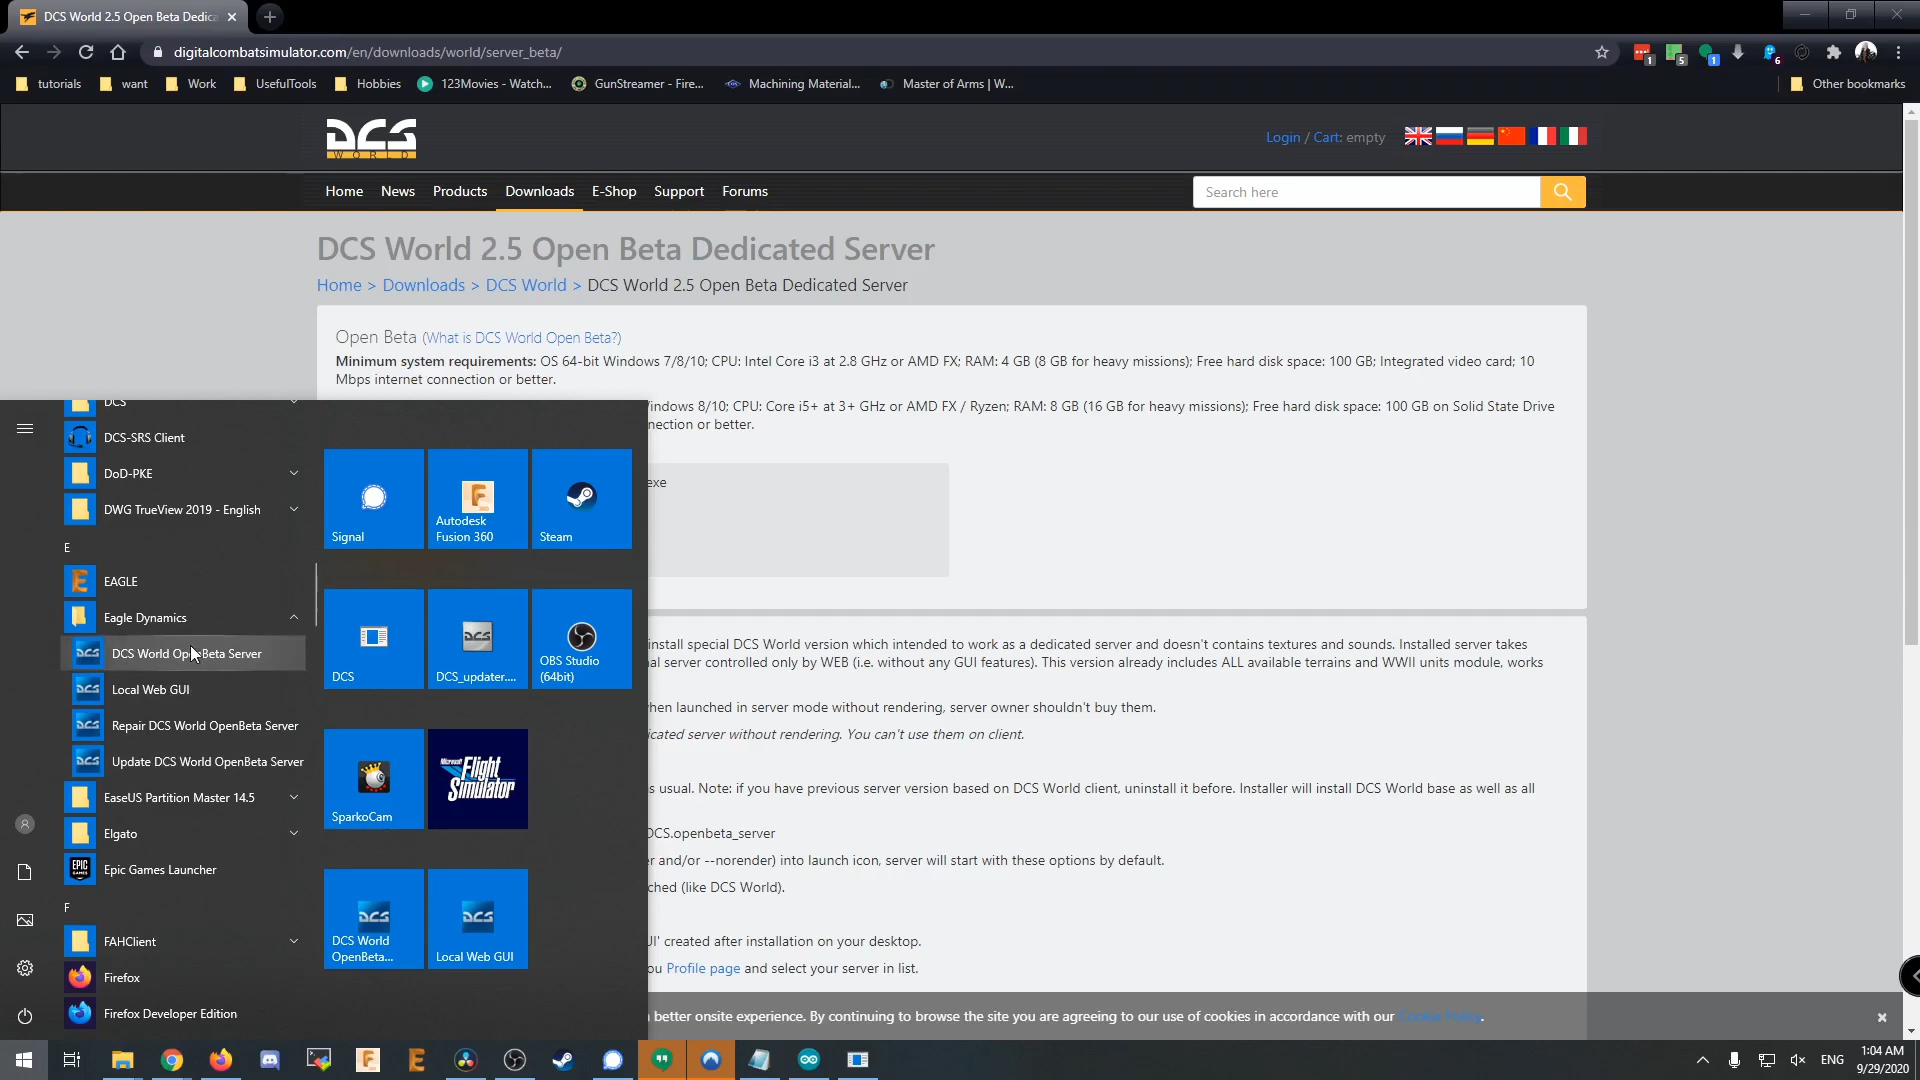 DCS World 2.5 Open Beta Dedica
digitalcombatsimulator.com/en/downloads/world/server_beta/
1
5
1
6
tutorials
want
Work
UsefulTools
Hobbies
123Movies - Watch...
GunStreamer - Fire...
Machining Material...
Master of Arms | W...
Other bookmarks
DCS
WORLD
Login / Cart: empty
Home
News
Products
Downloads
E-Shop
Support
Forums
Search here
DCS World 2.5 Open Beta Dedicated Server
Home > Downloads > DCS World > DCS World 2.5 Open Beta Dedicated Server
Open Beta (What is DCS World Open Beta?)
Minimum system requirements: OS 64-bit Windows 7/8/10; CPU: Intel Core i3 at 2.8 GHz or AMD FX; RAM: 4 GB (8 GB for heavy missions); Free hard disk space: 100 GB; Integrated video card; 10
Mbps internet connection or better.
indows 8/10; CPU: Core i5+ at 3+ GHz or AMD FX / Ryzen; RAM: 8 GB (16 GB for heavy missions); Free hard disk space: 100 GB on Solid State Drive
nection or better.
exe
install special DCS World version which intended to work as a dedicated server and doesn't contains textures and sounds. Installed server takes
al server controlled only by WEB (i.e. without any GUI features). This version already includes ALL available terrains and WWII units module, works
hen launched in server mode without rendering, server owner shouldn't buy them.
icated server without rendering. You can't use them on client.
s usual. Note: if you have previous server version based on DCS World client, uninstall it before. Installer will install DCS World base as well as all
DCS.openbeta_server
r and/or --norender) into launch icon, server will start with these options by default.
ched (like DCS World).
UI' created after installation on your desktop.
ou Profile page and select your server in list.
better onsite experience. By continuing to browse the site you are agreeing to our use of cookies in accordance with our Cookie Policy.
DCS
DCS-SRS Client
DoD-PKE
DWG TrueView 2019 - English
E
EAGLE
Eagle Dynamics
DCS World OpenBeta Server
Local Web GUI
Repair DCS World OpenBeta Server
Update DCS World OpenBeta Server
EaseUS Partition Master 14.5
Elgato
Epic Games Launcher
F
FAHClient
Firefox
Firefox Developer Edition
Signal
Autodesk
Fusion 360
Steam
DCS
DCS_updater....
OBS Studio
(64bit)
SparkoCam
Microsoft
Flight
Simulator
DCS World
OpenBeta...
Local Web GUI
ENG
1:04 AM
9/29/2020